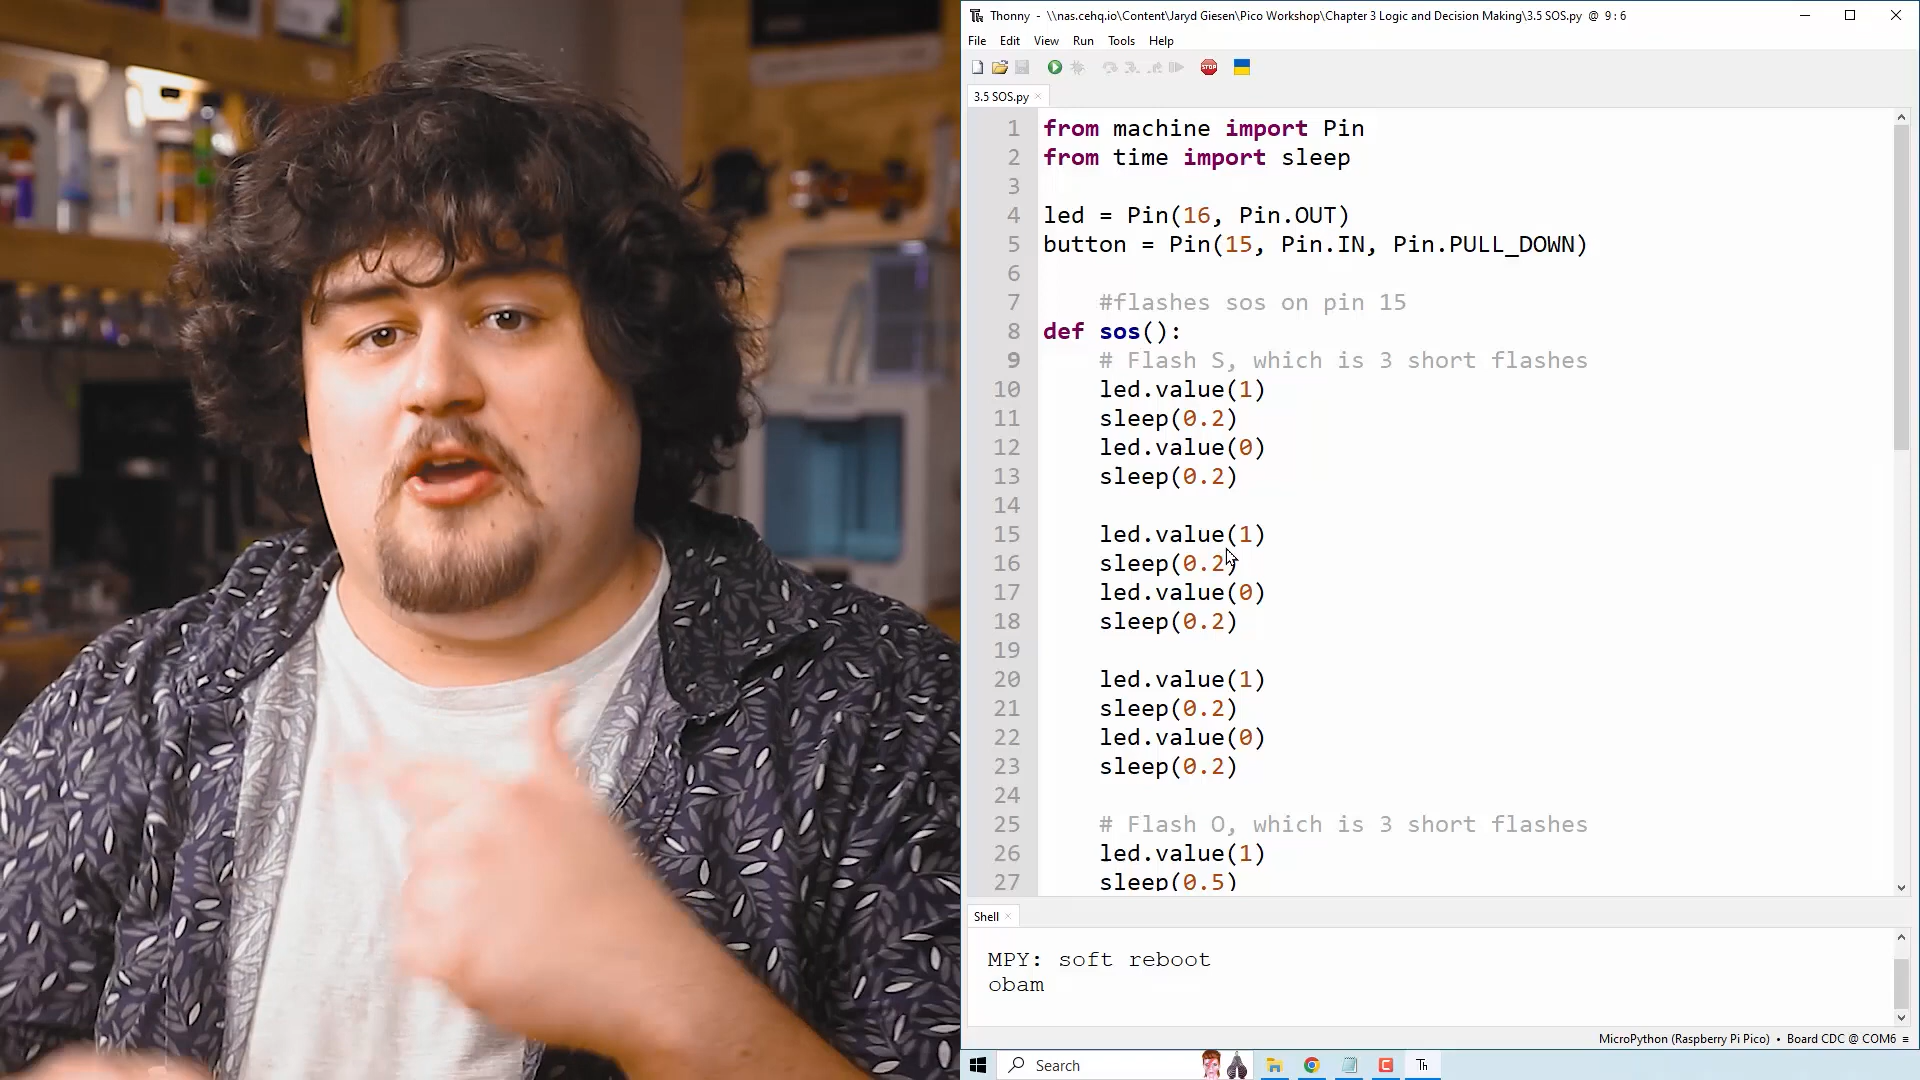 Thonny - \\nas.cehq.io\Content\Jaryd Giesen\Pico Workshop\Chapter 3 Logic and Decision Making\3.5 SOS.py @ 9 : 6
File Edit View Run Tools Help
STOP
3.5 SOS.py ×
1 from machine import Pin
2 from time import sleep
3
4 led = Pin(16, Pin.OUT)
5 button = Pin(15, Pin.IN, Pin.PULL_DOWN)
6
7 #flashes sos on pin 15
8 def sos():
9 # Flash S, which is 3 short flashes
10 led.value(1)
11 sleep(0.2)
12 led.value(0)
13 sleep(0.2)
14
15 led.value(1)
16 sleep(0.2)
17 led.value(0)
18 sleep(0.2)
19
20 led.value(1)
21 sleep(0.2)
22 led.value(0)
23 sleep(0.2)
24
25 # Flash O, which is 3 short flashes
26 led.value(1)
27 sleep(0.5)
Shell ×
MPY: soft reboot
obam
MicroPython (Raspberry Pi Pico) • Board CDC @ COM6 ≡
Search
Th